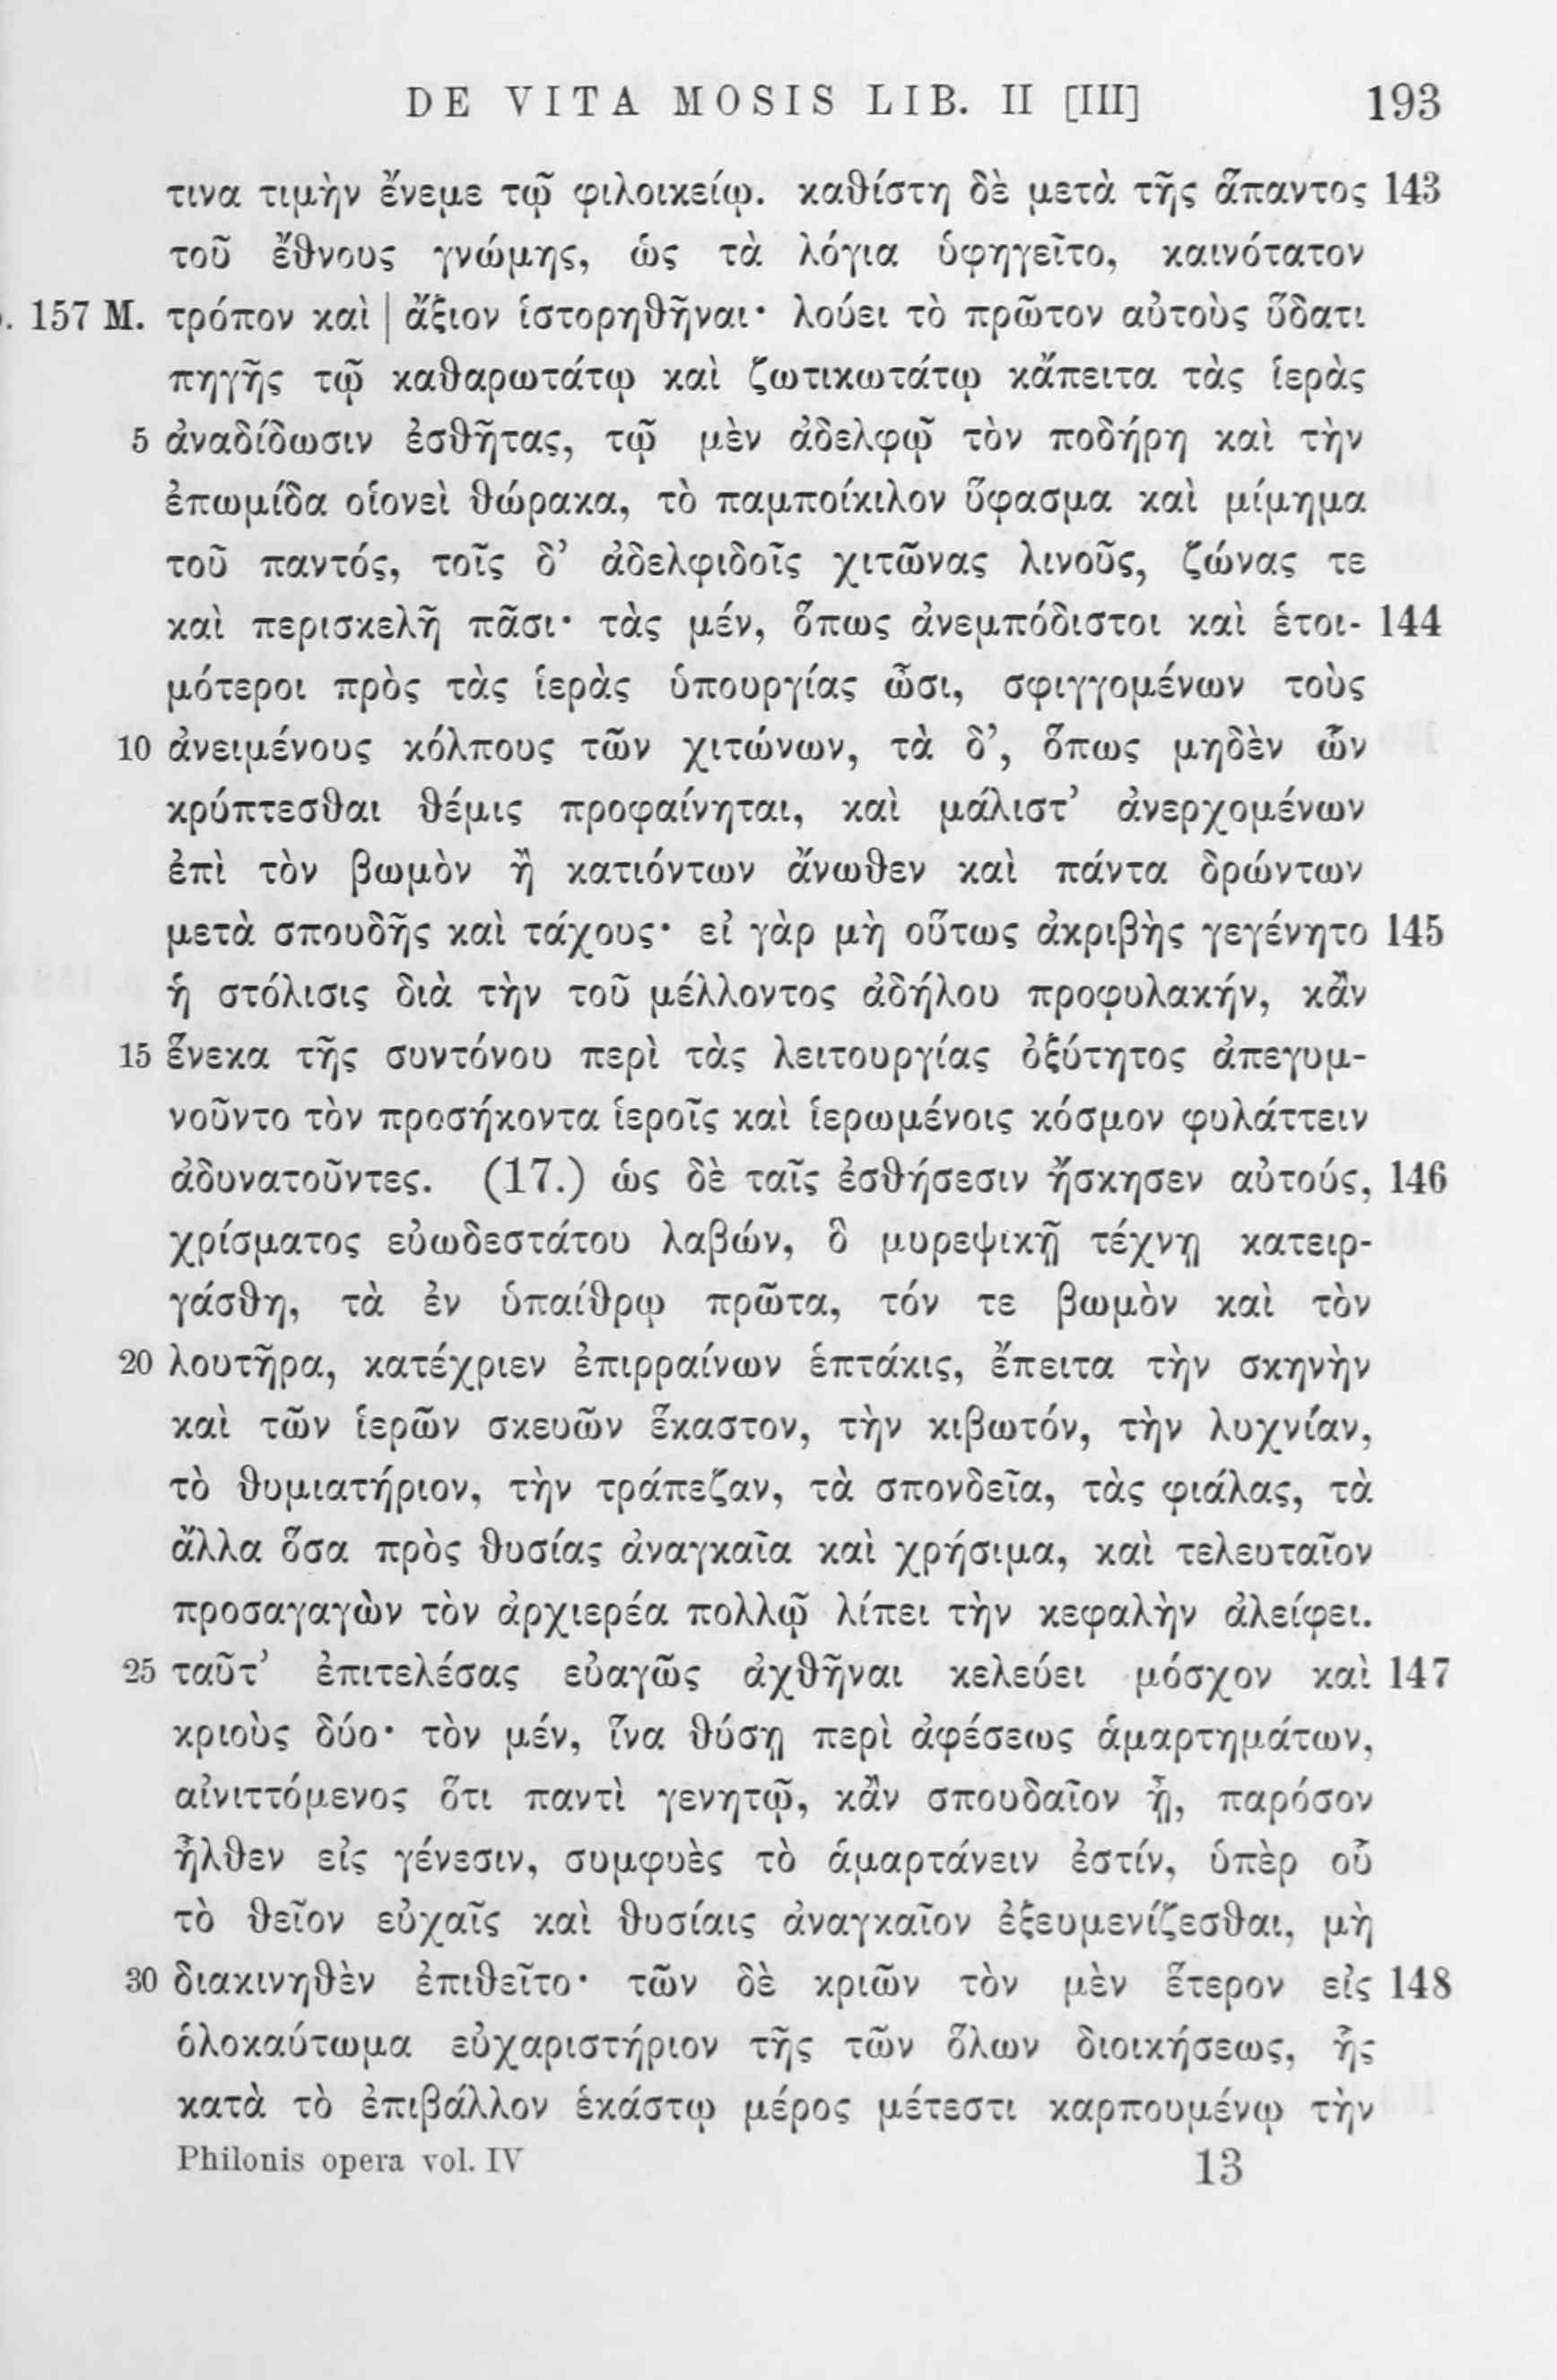 DE VITA MOSIS LIB. II [III] 193
τινα τιμὴν ἔνεμε τῷ φιλοικείῳ. καθίστη δὲ μετὰ τῆς ἅπαντος 143
τοῦ ἔθνους γνώμης, ὡς τὰ λόγια ὑφηγεῖτο, καινότατον
. 157 M. τρόπον καὶ | ἄξιον ἱστορηθῆναι· λούει τὸ πρῶτον αὐτοὺς ὕδατι
πηγῆς τῷ καθαρωτάτῳ καὶ ζωτικωτάτῳ κἄπειτα τὰς ἱερὰς
5 ἀναδίδωσιν ἐσθῆτας, τῷ μὲν ἀδελφῷ τὸν ποδήρη καὶ τὴν
ἐπωμίδα οἱονεὶ θώρακα, τὸ παμποίκιλον ὕφασμα καὶ μίμημα
τοῦ παντός, τοῖς δ’ ἀδελφιδοῖς χιτῶνας λινοῦς, ζώνας τε
καὶ περισκελῆ πᾶσι· τὰς μέν, ὅπως ἀνεμπόδιστοι καὶ ἑτοι- 144
μότεροι πρὸς τὰς ἱερὰς ὑπουργίας ὦσι, σφιγγομένων τοὺς
10 ἀνειμένους κόλπους τῶν χιτώνων, τὰ δ’, ὅπως μηδὲν ὧν
κρύπτεσθαι θέμις προφαίνηται, καὶ μάλιστ’ ἀνερχομένων
ἐπὶ τὸν βωμὸν ἢ κατιόντων ἄνωθεν καὶ πάντα δρώντων
μετὰ σπουδῆς καὶ τάχους· εἰ γὰρ μὴ οὕτως ἀκριβὴς γεγένητο 145
ἡ στόλισις διὰ τὴν τοῦ μέλλοντος ἀδήλου προφυλακήν, κἂν
15 ἕνεκα τῆς συντόνου περὶ τὰς λειτουργίας ὀξύτητος ἀπεγυμ-
νοῦντο τὸν προσήκοντα ἱεροῖς καὶ ἱερωμένοις κόσμον φυλάττειν
ἀδυνατοῦντες. (17.) ὡς δὲ ταῖς ἐσθήσεσιν ἤσκησεν αὐτούς, 146
χρίσματος εὐωδεστάτου λαβών, ὃ μυρεψικῇ τέχνῃ κατειρ-
γάσθη, τὰ ἐν ὑπαίθρῳ πρῶτα, τόν τε βωμὸν καὶ τὸν
20 λουτῆρα, κατέχριεν ἐπιρραίνων ἑπτάκις, ἔπειτα τὴν σκηνὴν
καὶ τῶν ἱερῶν σκευῶν ἕκαστον, τὴν κιβωτόν, τὴν λυχνίαν,
τὸ θυμιατήριον, τὴν τράπεζαν, τὰ σπονδεῖα, τὰς φιάλας, τὰ
ἄλλα ὅσα πρὸς θυσίας ἀναγκαῖα καὶ χρήσιμα, καὶ τελευταῖον
προσαγαγὼν τὸν ἀρχιερέα πολλῷ λίπει τὴν κεφαλὴν ἀλείφει.
25 ταῦτ’ ἐπιτελέσας εὐαγῶς ἀχθῆναι κελεύει μόσχον καὶ 147
κριοὺς δύο· τὸν μέν, ἵνα θύσῃ περὶ ἀφέσεως ἁμαρτημάτων,
αἰνιττόμενος ὅτι παντὶ γενητῷ, κἂν σπουδαῖον ᾖ, παρόσον
ἦλθεν εἰς γένεσιν, συμφυὲς τὸ ἁμαρτάνειν ἐστίν, ὑπὲρ οὗ
τὸ θεῖον εὐχαῖς καὶ θυσίαις ἀναγκαῖον ἐξευμενίζεσθαι, μὴ
30 διακινηθὲν ἐπιθεῖτο· τῶν δὲ κριῶν τὸν μὲν ἕτερον εἰς 148
ὁλοκαύτωμα εὐχαριστήριον τῆς τῶν ὅλων διοικήσεως, ἧς
κατὰ τὸ ἐπιβάλλον ἑκάστῳ μέρος μέτεστι καρπουμένῳ τὴν
Philonis opera vol. IV 13